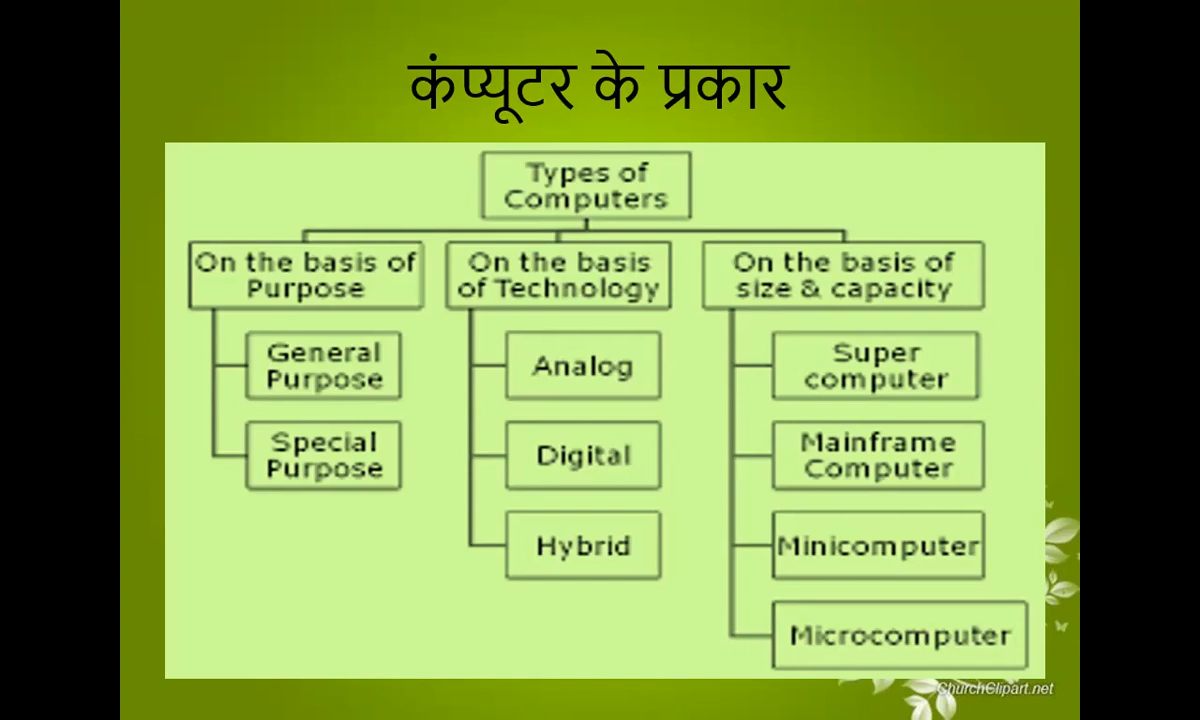 कंप्यूटर के प्रकार
Types of
Computers
On the basis of
Purpose
General
Purpose
Special
Purpose
On the basis
of Technology
Analog
Digital
Hybrid
On the basis of
size & capacity
Super
computer
Mainframe
Computer
Minicomputer
Microcomputer
ChurchClipart.net